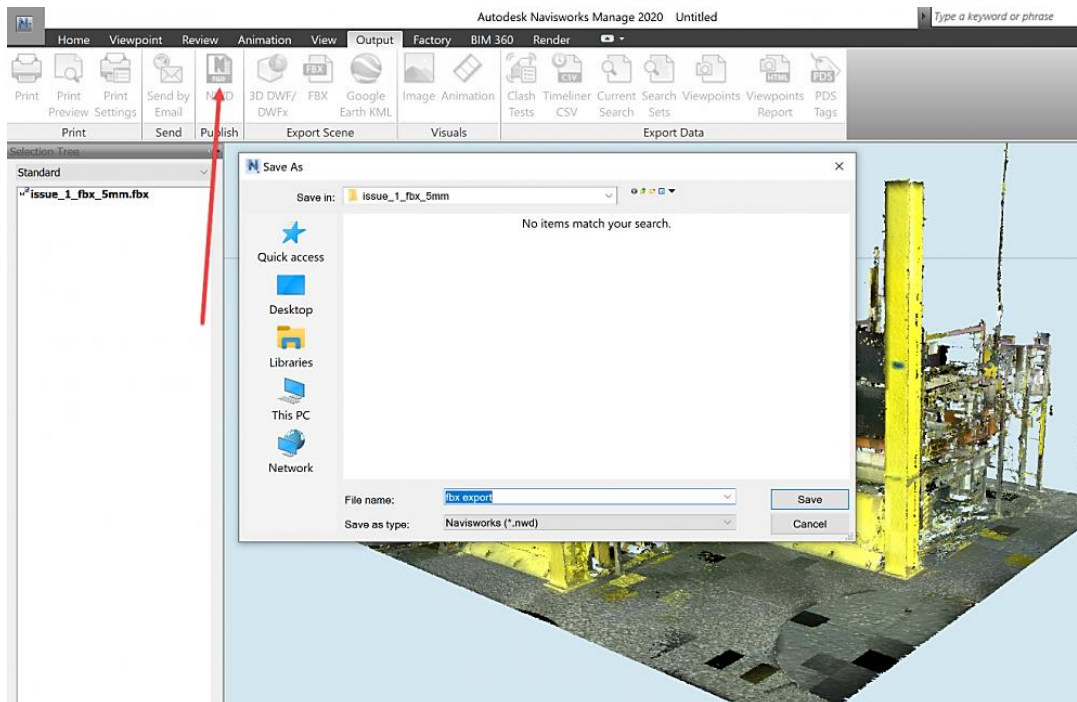 Autodesk Navisworks Manage 2020 Untitled
Type a keyword or phrase
Home Viewpoint Review Animation View Output Factory BIM 360 Render
Print Print Preview Print Settings Send by Email NWD 3D DWF/ DWFx FBX Google Earth KML Image Animation Clash Tests Timeliner CSV Current Search Search Sets Viewpoints Viewpoints Report PDS Tags
Print Send Publish Export Scene Visuals Export Data
Selection Tree
Standard
issue_1_fbx_5mm.fbx
Save As
Save in: issue_1_fbx_5mm
No items match your search.
Quick access
Desktop
Libraries
This PC
Network
File name: fbx export Save
Save as type: Navisworks (*.nwd) Cancel